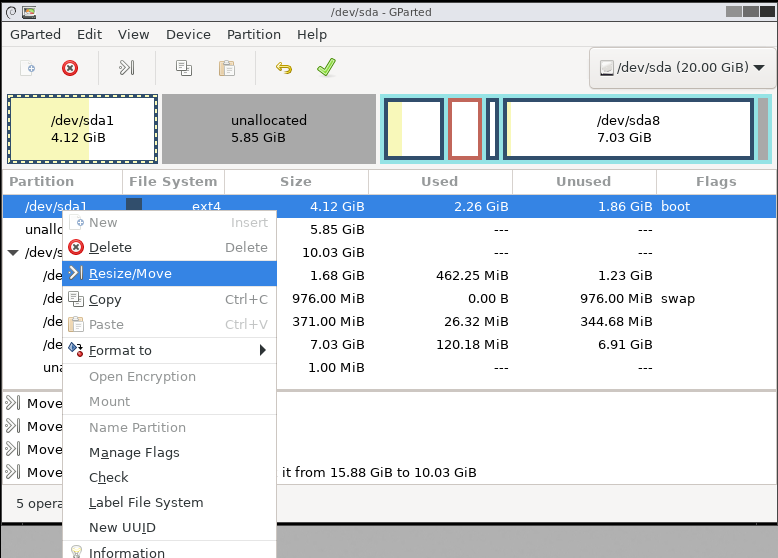 /dev/sda - GParted
GParted Edit View Device Partition Help
/dev/sda (20.00 GiB)
/dev/sda1
4.12 GiB
unallocated
5.85 GiB
/dev/sda8
7.03 GiB
Partition File System Size Used Unused Flags
/dev/sda1 ext4 4.12 GiB 2.26 GiB 1.86 GiB boot
5.85 GiB --- ---
10.03 GiB --- ---
1.68 GiB 462.25 MiB 1.23 GiB
976.00 MiB 0.00 B 976.00 MiB swap
371.00 MiB 26.32 MiB 344.68 MiB
7.03 GiB 120.18 MiB 6.91 GiB
1.00 MiB --- ---
New Insert
Delete Delete
Resize/Move
Copy Ctrl+C
Paste Ctrl+V
Format to
Open Encryption
Mount
Name Partition
Manage Flags
Check
Label File System
New UUID
Information
Move
Move
Move
Move it from 15.88 GiB to 10.03 GiB
5 opera